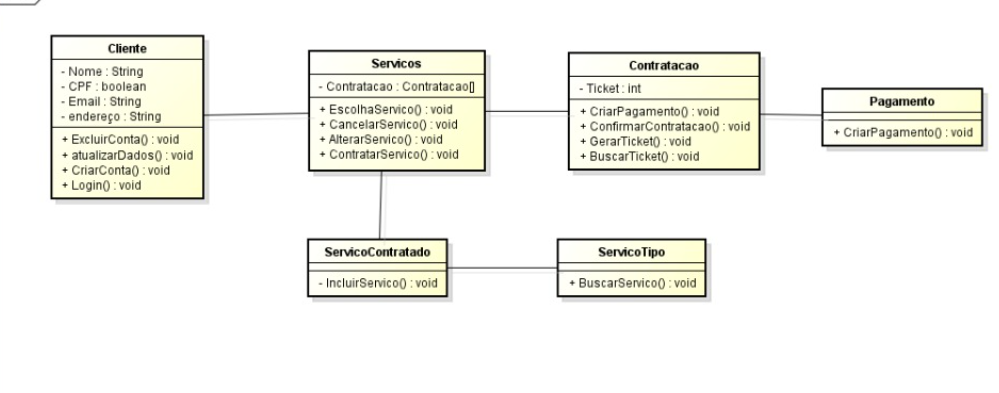 Cliente
- Nome : String
- CPF : boolean
- Email : String
- endereço : String
+ ExcluirConta() : void
+ atualizarDados() : void
+ CriarConta() : void
+ Login() : void
Servicos
- Contratacao : Contratacao[]
+ EscolhaServico() : void
+ CancelarServico() : void
+ AlterarServico() : void
+ ContratarServico() : void
Contratacao
- Ticket : int
+ CriarPagamento() : void
+ ConfirmarContratacao() : void
+ GerarTicket() : void
+ BuscarTicket() : void
Pagamento
+ CriarPagamento() : void
ServicoContratado
- IncluirServico() : void
ServicoTipo
+ BuscarServico() : void